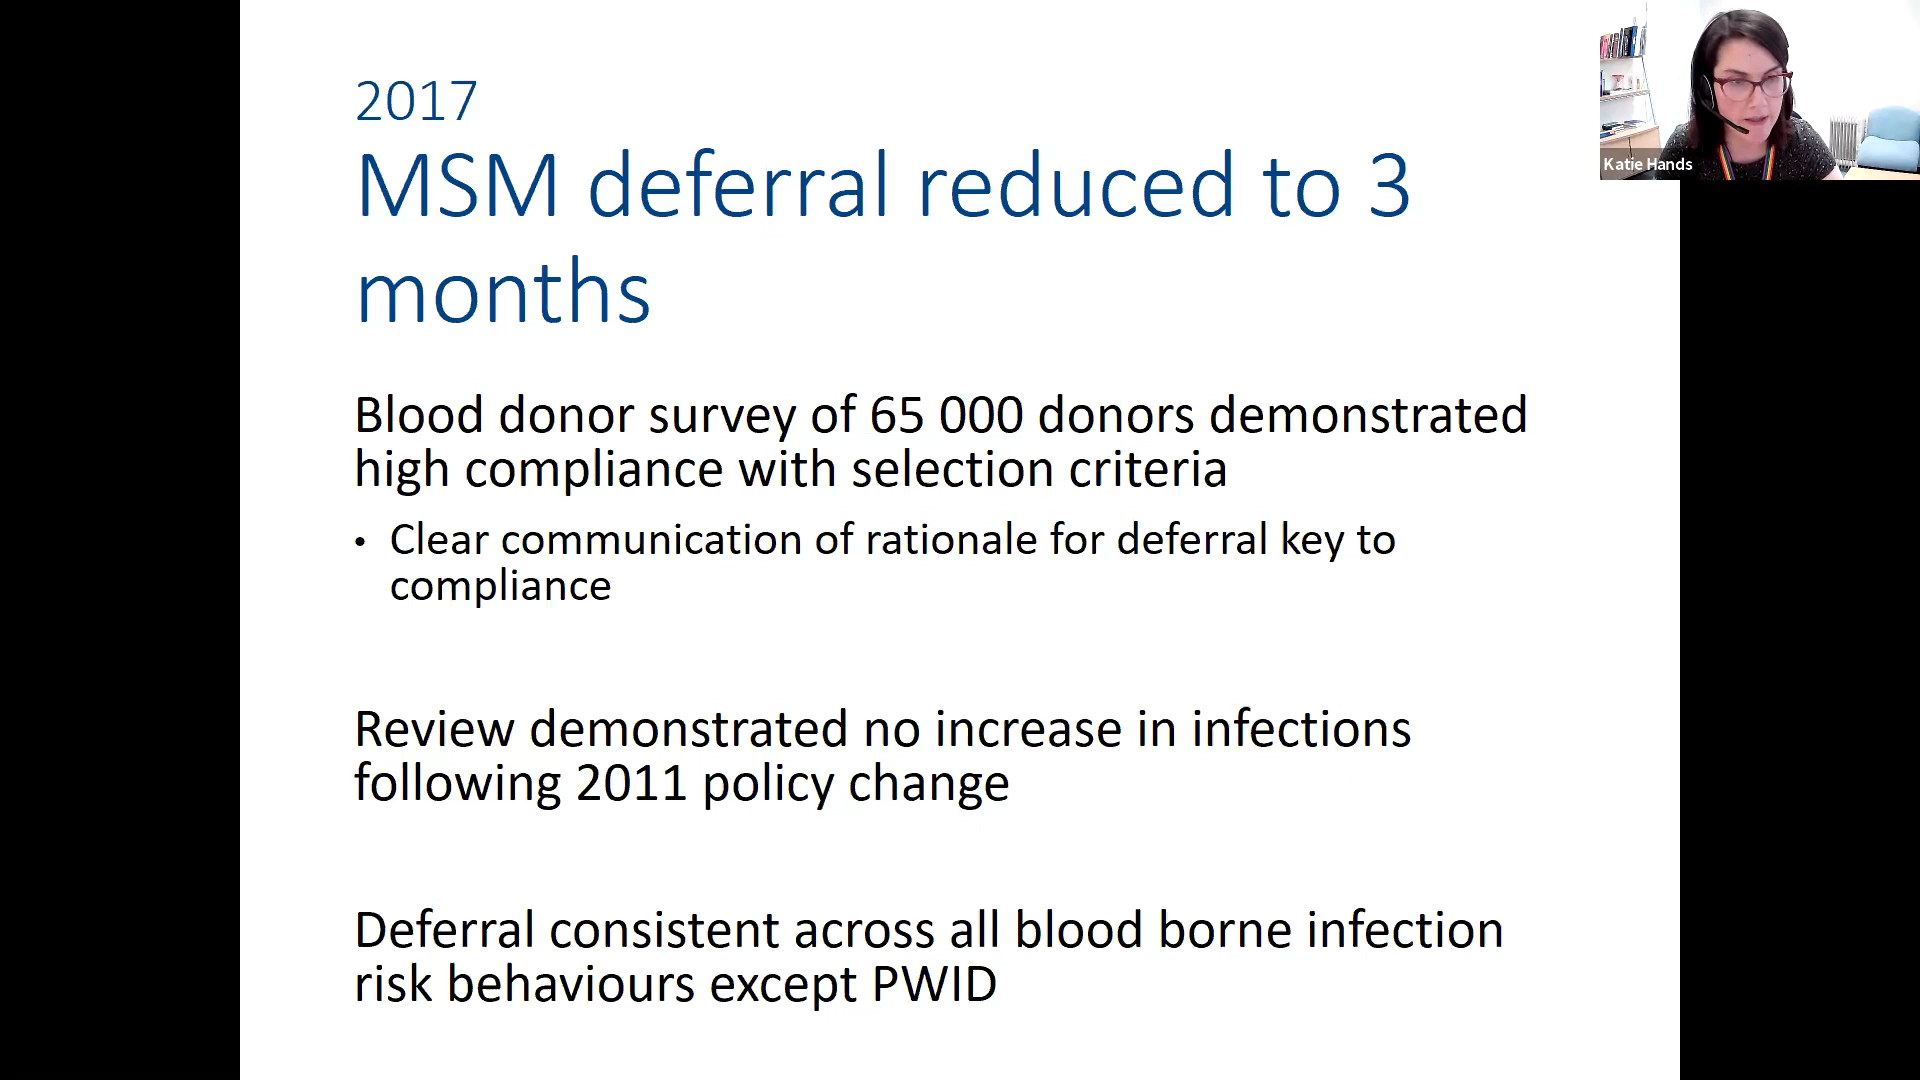 2017
MSM deferral reduced to 3
months
Katie Hands
Blood donor survey of 65 000 donors demonstrated
high compliance with selection criteria
• Clear communication of rationale for deferral key to
compliance
Review demonstrated no increase in infections
following 2011 policy change
Deferral consistent across all blood borne infection
risk behaviours except PWID